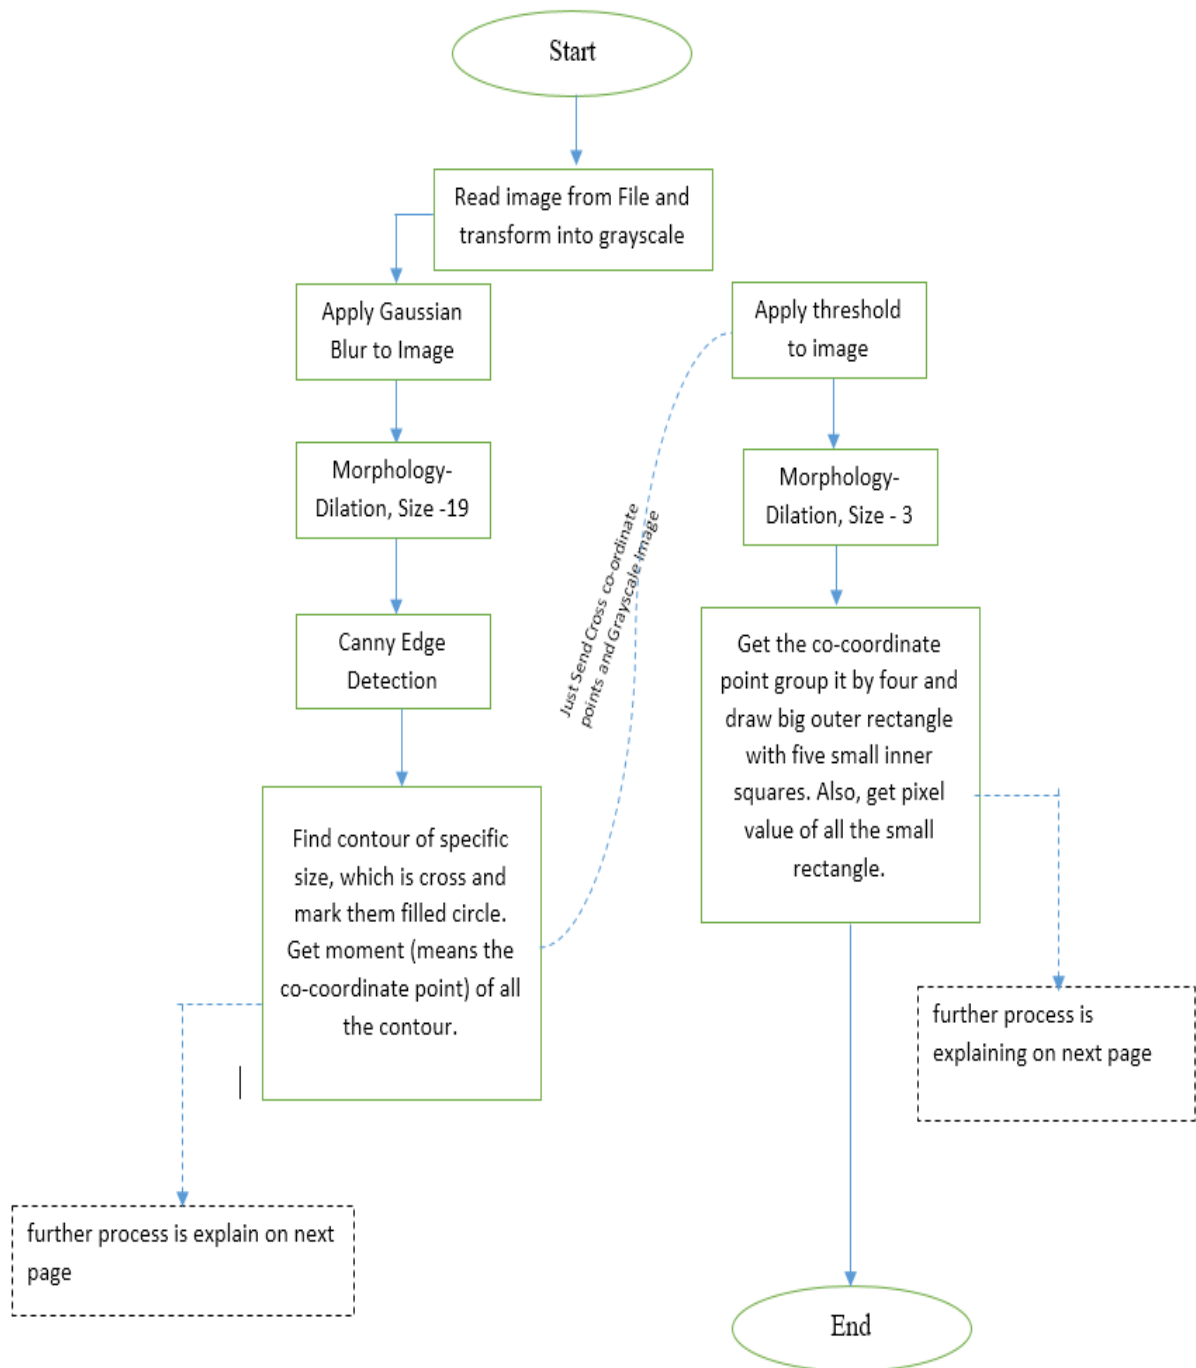 Start
Read image from File and
transform into grayscale
Apply Gaussian
Blur to Image
Morphology-
Dilation, Size -19
Canny Edge
Detection
Find contour of specific
size, which is cross and
mark them filled circle.
Get moment (means the
co-coordinate point) of all
the contour.
further process is explain on next
page
Just Send Cross co-ordinate
points and Grayscale Image
Apply threshold
to image
Morphology-
Dilation, Size - 3
Get the co-coordinate
point group it by four and
draw big outer rectangle
with five small inner
squares. Also, get pixel
value of all the small
rectangle.
further process is
explaining on next page
End